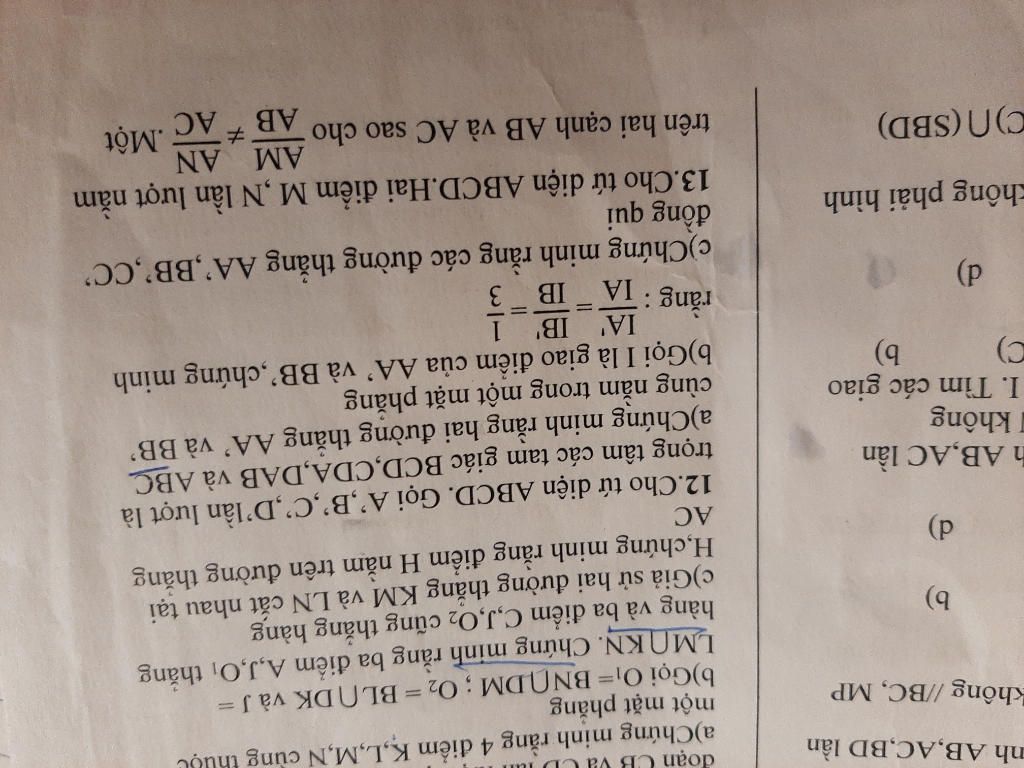 nh AB,AC,BD lần
không //BC, MP
b)
d)
AB,AC lần
không
I. Tìm các giao
C) b)
d)
không phải hình
C)∩(SBD)
đoạn CB và CD
a)Chứng minh rằng 4 điểm K,L,M,N cùng thuộc
một mặt phẳng
b)Gọi O₁= BN∩DM ; O₂ = BL∩DK và J =
LM∩KN. Chứng minh rằng ba điểm A,J,O₁ thẳng
hàng và ba điểm C,J,O₂ cũng thẳng hàng
c)Giả sử hai đường thẳng KM và LN cắt nhau tại
H,chứng minh rằng điểm H nằm trên đường thẳng
AC
12.Cho tứ diện ABCD. Gọi A’,B’,C’,D’lần lượt là
trọng tâm các tam giác BCD,CDA,DAB và ABC
a)Chứng minh rằng hai đường thẳng AA’ và BB’
cùng nằm trong một mặt phẳng
b)Gọi I là giao điểm của AA’ và BB’,chứng minh
rằng : IA'/IA = IB'/IB = 1/3
c)Chứng minh rằng các đường thẳng AA’,BB’,CC’
đồng qui
13.Cho tứ diện ABCD.Hai điểm M ,N lần lượt nằm
trên hai cạnh AB và AC sao cho AM/AB ≠ AN/AC .Một